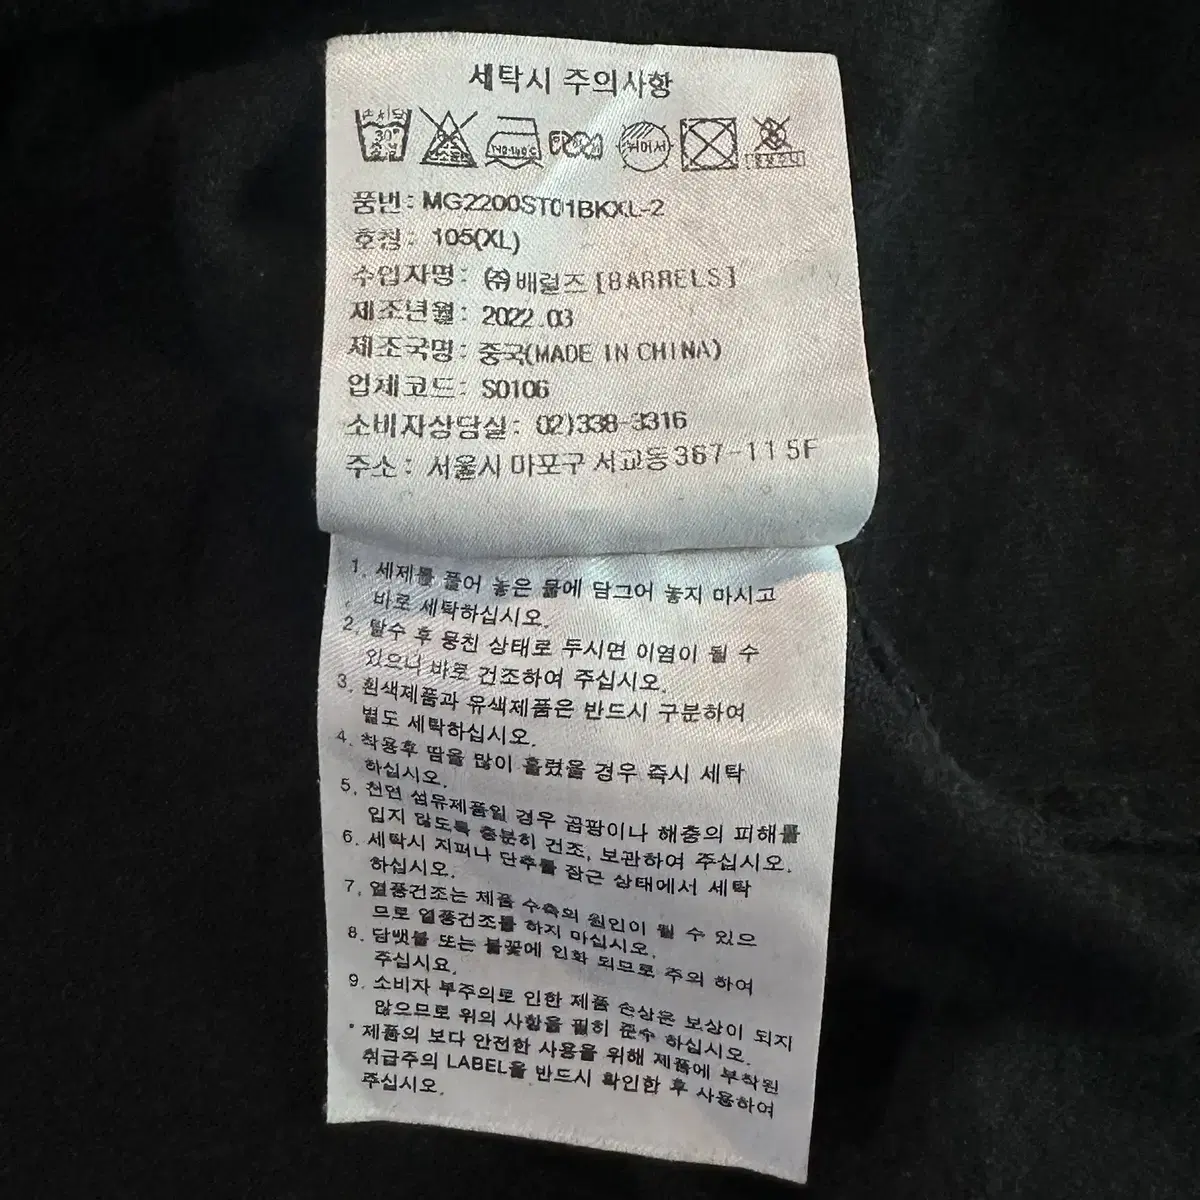 세탁시 주의사항
손세탁 30° 중성
염소표백
140-160℃
뉘어서
품번: MG2200ST01BKXL-2
호칭: 105(XL)
수입자명: ㈜배럴즈 [BARRELS]
제조년월: 2022.03
제조국명: 중국(MADE IN CHINA)
업체코드: S0106
소비자상담실: 02)338-3316
주소: 서울시 마포구 서교동367-11 5F
1. 세제를 풀어 놓은 물에 담그어 놓지 마시고
바로 세탁하십시오.
2. 탈수 후 뭉친 상태로 두시면 이염이 될 수
있으니 바로 건조하여 주십시오.
3. 흰색제품과 유색제품은 반드시 구분하여
별도 세탁하십시오.
4. 착용후 땀을 많이 흘렸을 경우 즉시 세탁
하십시오.
5. 천연 섬유제품일 경우 곰팡이나 해충의 피해를
입지 않도록 충분히 건조, 보관하여 주십시오.
6. 세탁시 지퍼나 단추를 잠근 상태에서 세탁
하십시오.
7. 열풍건조는 제품 수축의 원인이 될 수 있으
므로 열풍건조를 하지 마십시오.
8. 담뱃불 또는 불꽃에 인화 되므로 주의 하여
주십시요.
9. 소비자 부주의로 인한 제품 손상은 보상이 되지
않으므로 위의 사항을 필히 준수 하십시오.
* 제품의 보다 안전한 사용을 위해 제품에 부착된
취급주의 LABEL을 반드시 확인한 후 사용하여
주십시오.